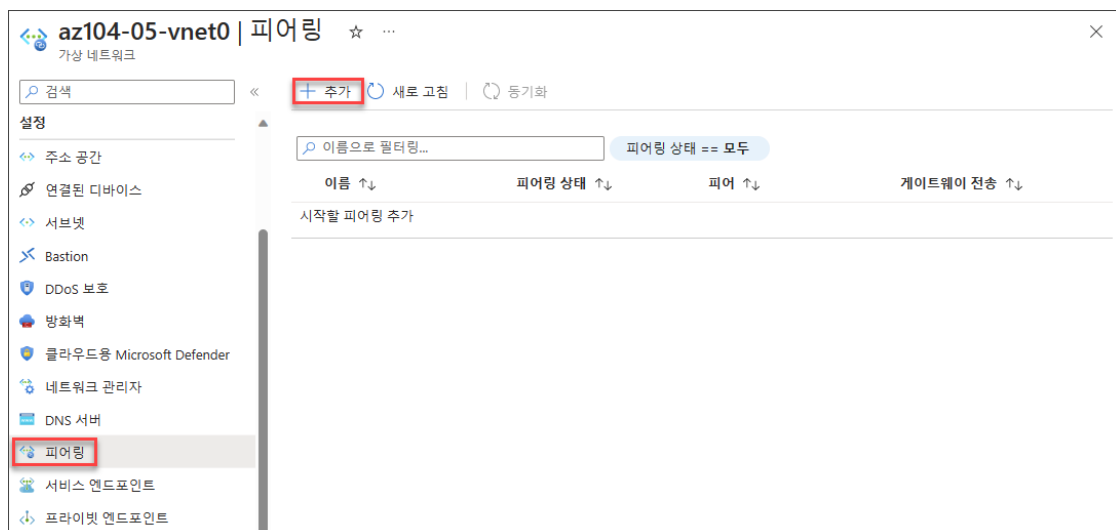 az104-05-vnet0 | 피어링
가상 네트워크
검색
추가 새로 고침 동기화
설정
이름으로 필터링... 피어링 상태 == 모두
주소 공간
이름 피어링 상태 피어 게이트웨이 전송
연결된 디바이스
시작할 피어링 추가
서브넷
Bastion
DDoS 보호
방화벽
클라우드용 Microsoft Defender
네트워크 관리자
DNS 서버
피어링
서비스 엔드포인트
프라이빗 엔드포인트